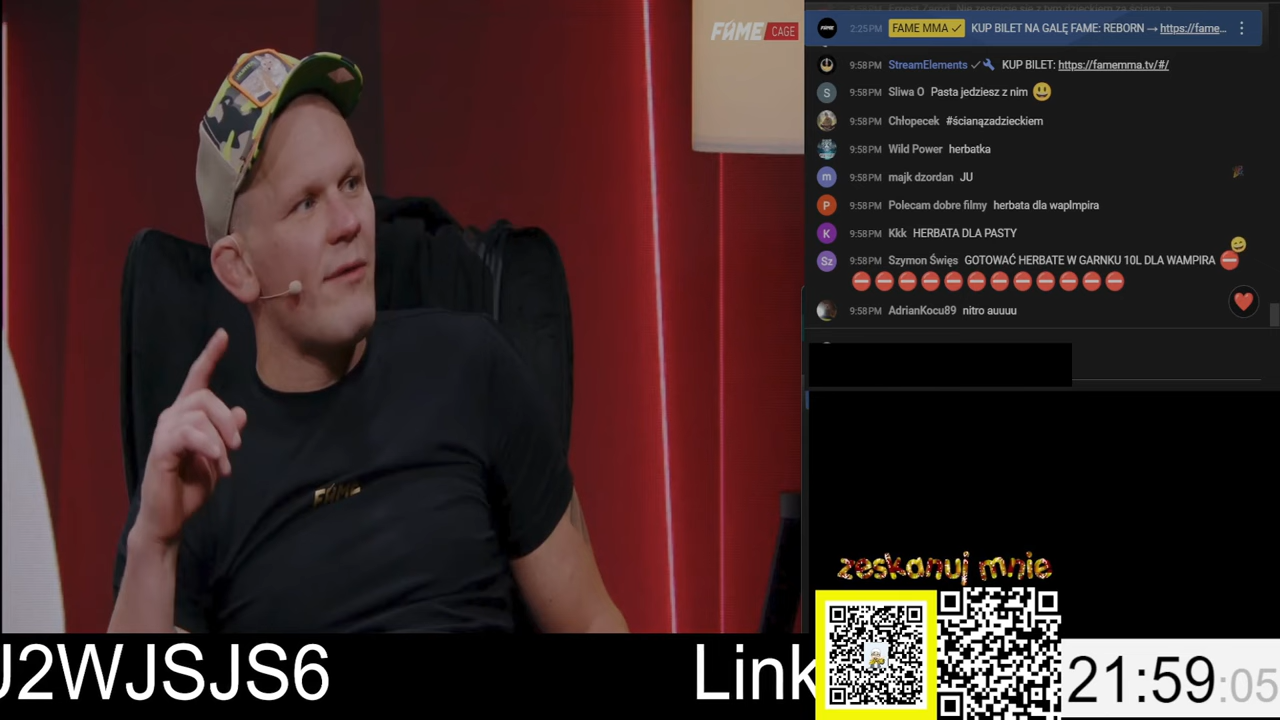 FAME CAGE
2:25PM FAME MMA KUP BILET NA GALĘ FAME: REBORN → https://fame...
9:58PM StreamElements KUP BILET: https://famemma.tv/#/
S 9:58PM Sliwa O Pasta jedziesz z nim 😃
9:58PM Chłopecek #ścianązadzieckiem
9:58PM Wild Power herbatka
m 9:58PM majk dzordan JU
P 9:58PM Polecam dobre filmy herbata dla waplmpira
K 9:58PM Kkk HERBATA DLA PASTY
Sz 9:58PM Szymon Święs GOTOWAĆ HERBATE W GARNKU 10L DLA WAMPIRA ⛔
⛔⛔⛔⛔⛔⛔⛔⛔⛔⛔⛔⛔
9:58PM AdrianKocu89 nitro auuuu
FAME
zeskanuj mnie
J2WJSJS6
Link
21:59:05